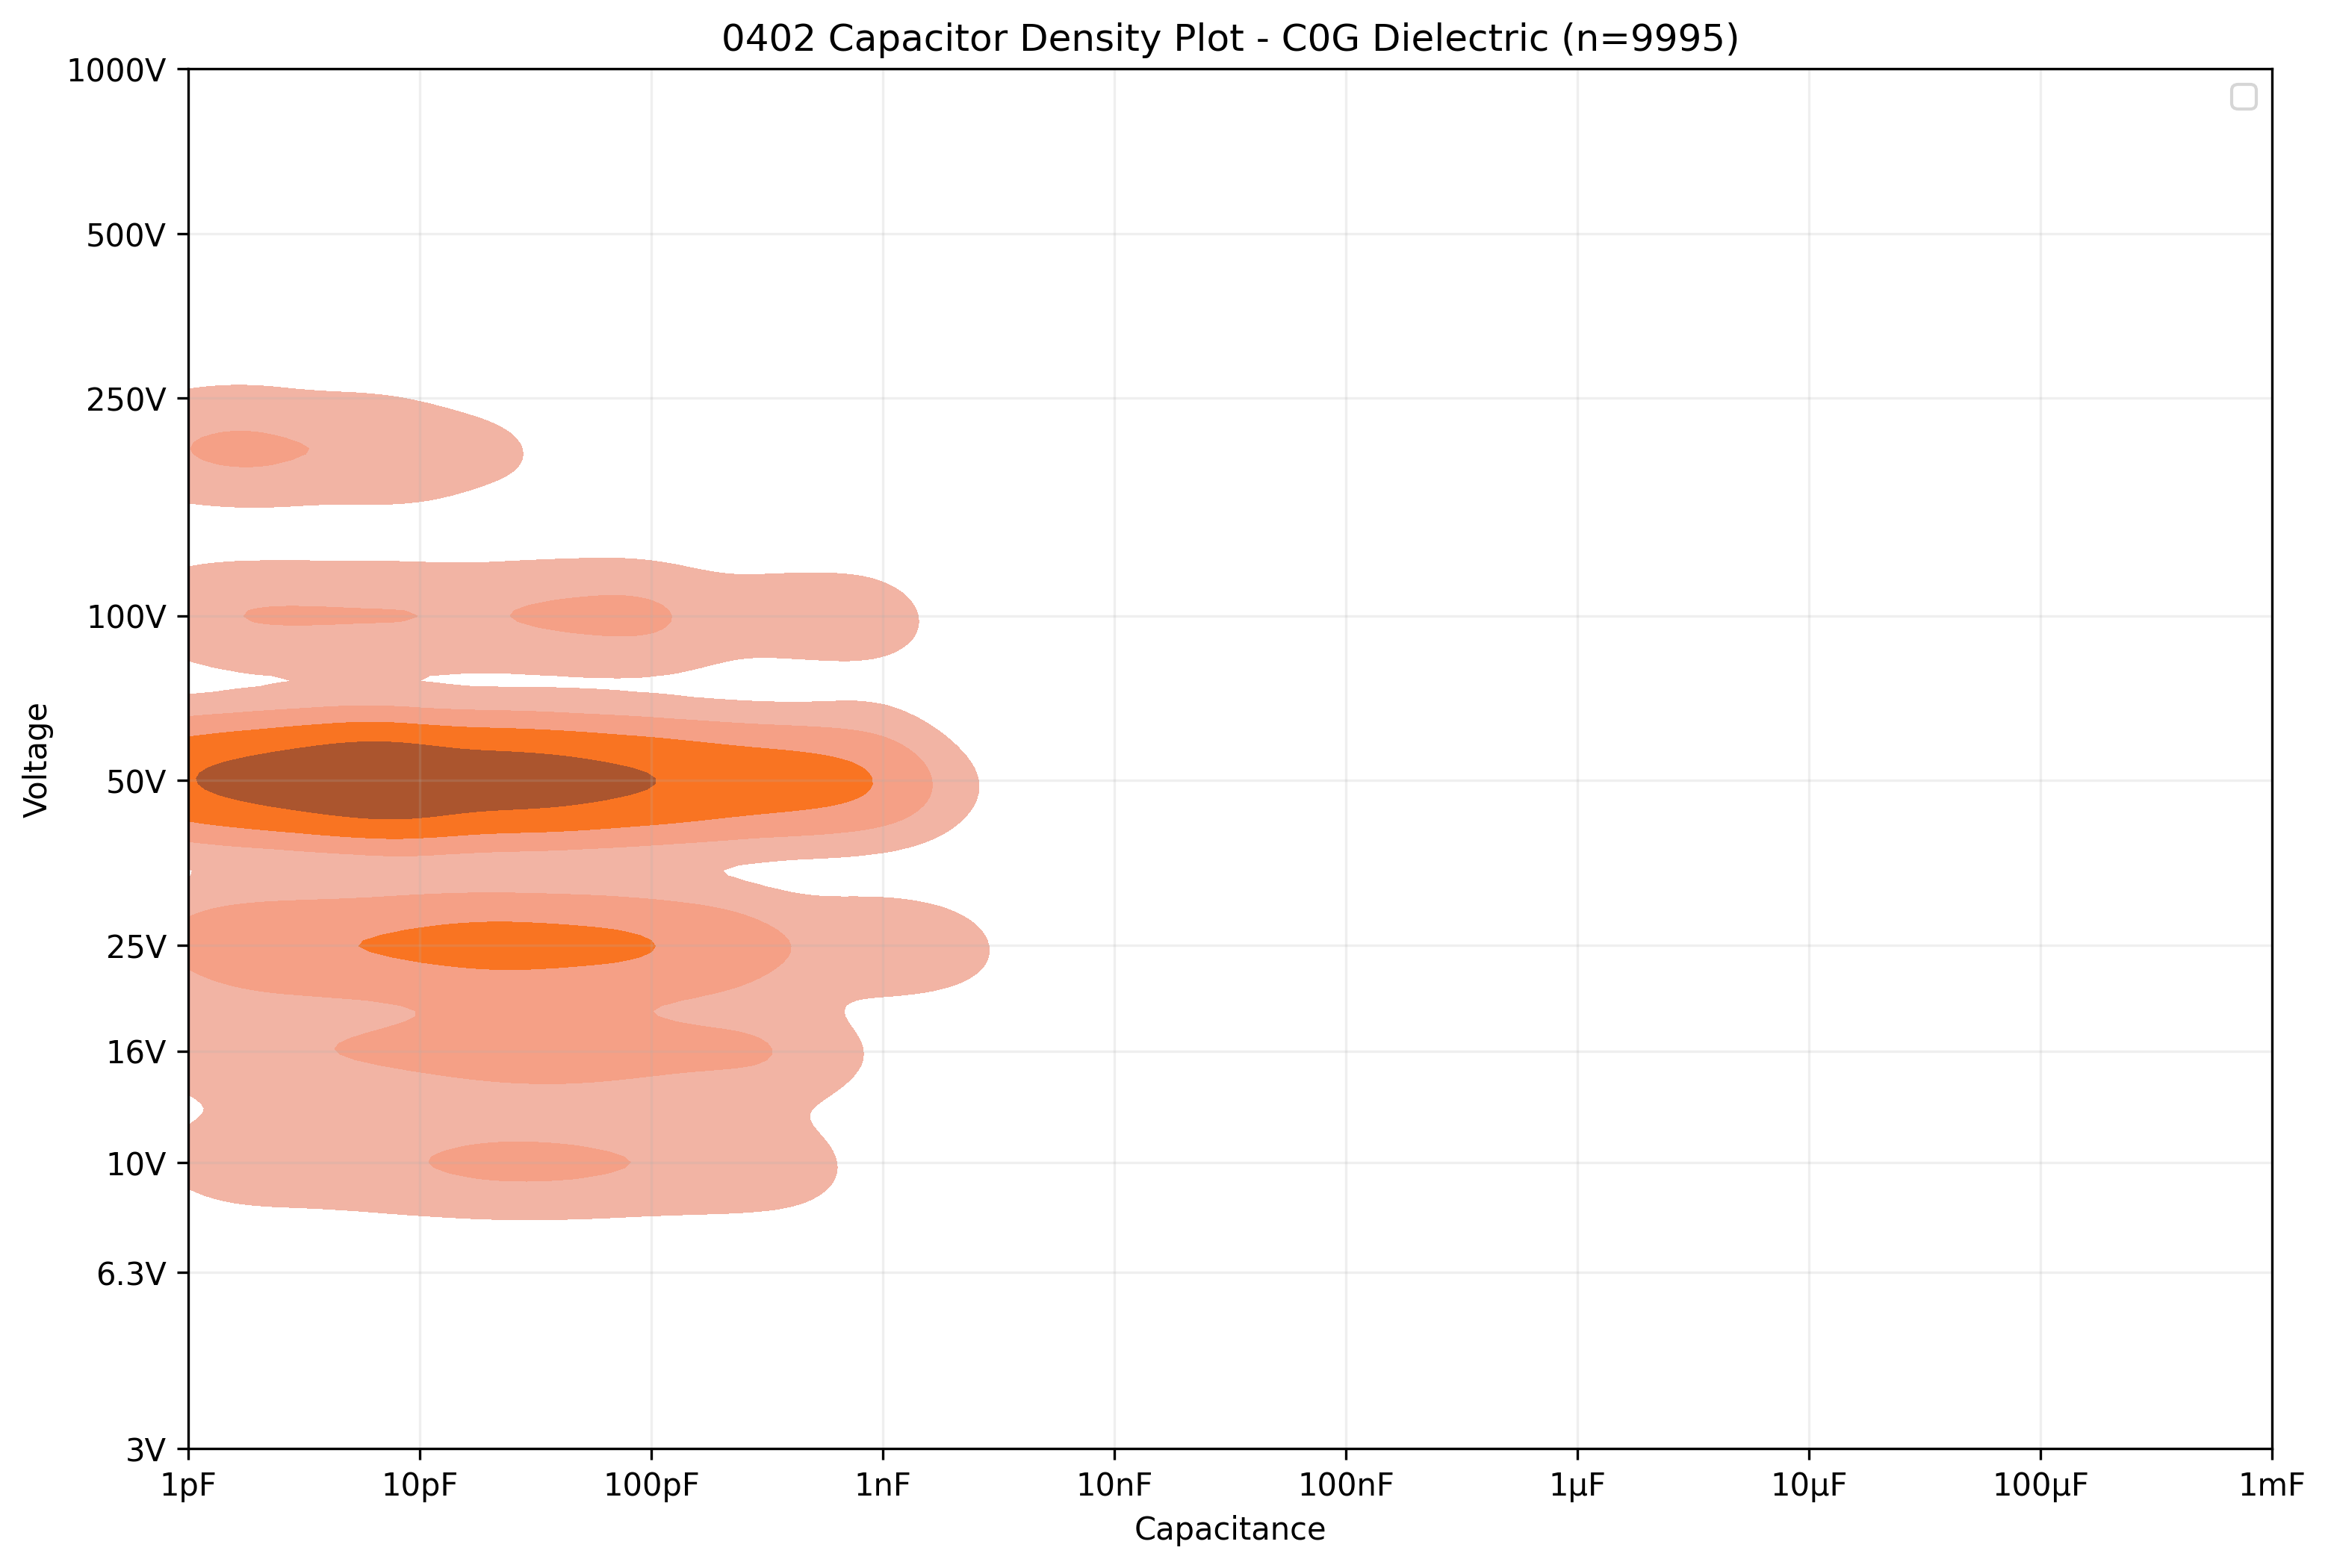 0402 Capacitor Density Plot - C0G Dielectric (n=9995)
1000V
500V
250V
100V
50V
25V
16V
10V
6.3V
3V
Voltage
1pF 10pF 100pF 1nF 10nF 100nF 1μF 10μF 100μF 1mF
Capacitance